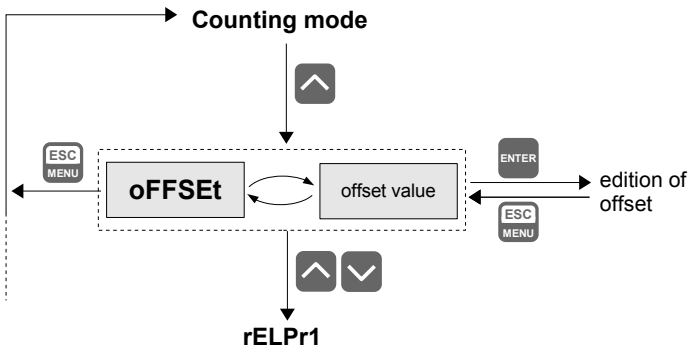 Counting mode
ESC
MENU
oFFSEt
offset value
ENTER
edition of
offset
ESC
MENU
rELPr1